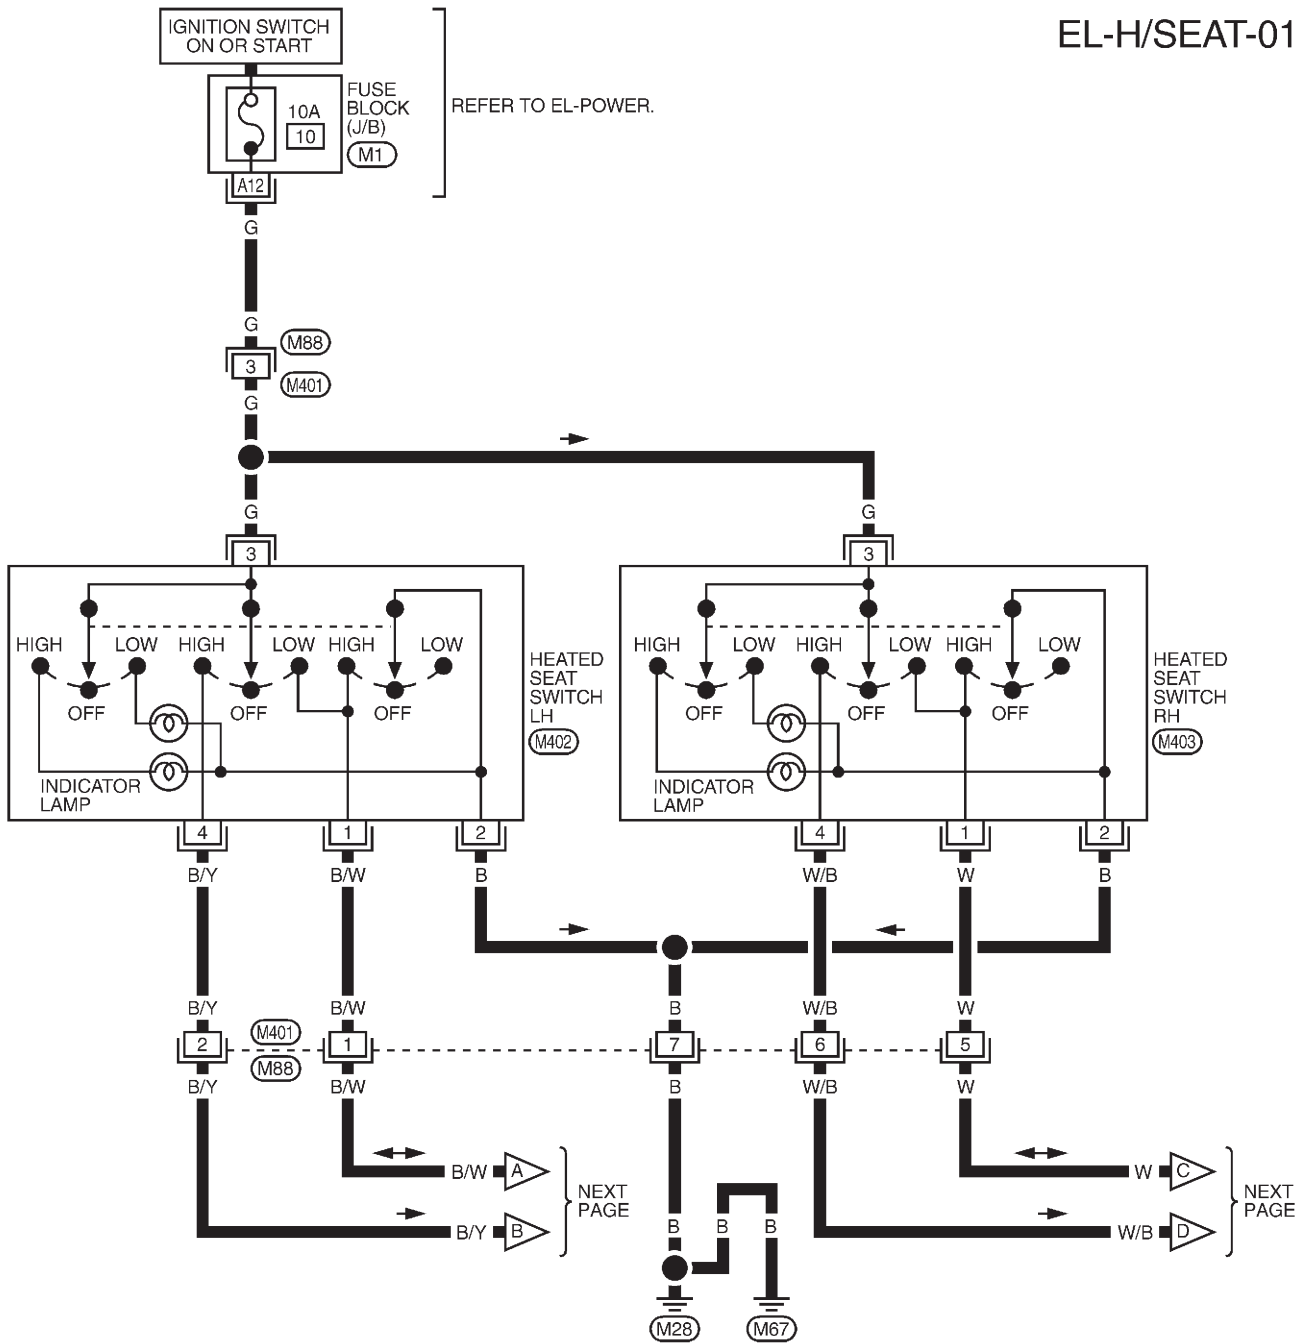 EL-H/SEAT-01
IGNITION SWITCH
ON OR START
FUSE
BLOCK
(J/B)
10A
10
M1
REFER TO EL-POWER.
A12
G
G
M88
3
M401
G
G
G
3
3
HIGH
LOW
HIGH
LOW
HIGH
LOW
OFF
OFF
OFF
INDICATOR
LAMP
HEATED
SEAT
SWITCH
LH
M402
HIGH
LOW
HIGH
LOW
HIGH
LOW
OFF
OFF
OFF
INDICATOR
LAMP
HEATED
SEAT
SWITCH
RH
M403
4
1
2
4
1
2
B/Y
B/W
B
W/B
W
B
B/Y
B/W
B
W/B
W
2
M401
M88
1
7
6
5
B/Y
B/W
B
W/B
W
B/W
A
B/Y
B
NEXT
PAGE
W
C
W/B
D
NEXT
PAGE
B
B
B
M28
M67